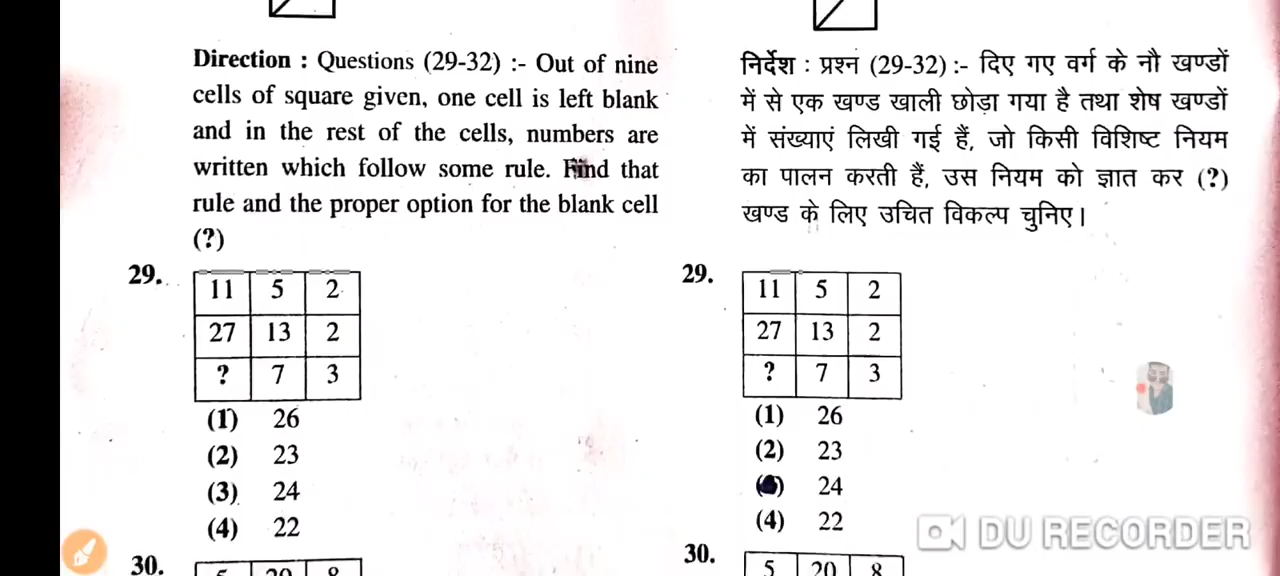 Direction : Questions (29-32) :- Out of nine
cells of square given, one cell is left blank
and in the rest of the cells, numbers are
written which follow some rule. Find that
rule and the proper option for the blank cell
(?)
29.
11 5 2
27 13 2
? 7 3
(1) 26
(2) 23
(3) 24
(4) 22
30.
5 20 8
निर्देश : प्रश्न (29-32) :- दिए गए वर्ग के नौ खण्डों
में से एक खण्ड खाली छोड़ा गया है तथा शेष खण्डों
में संख्याएं लिखी गई हैं, जो किसी विशिष्ट नियम
का पालन करती हैं, उस नियम को ज्ञात कर (?)
खण्ड के लिए उचित विकल्प चुनिए।
29.
11 5 2
27 13 2
? 7 3
(1) 26
(2) 23
24
(4) 22
30.
5 20 8
DU RECORDER